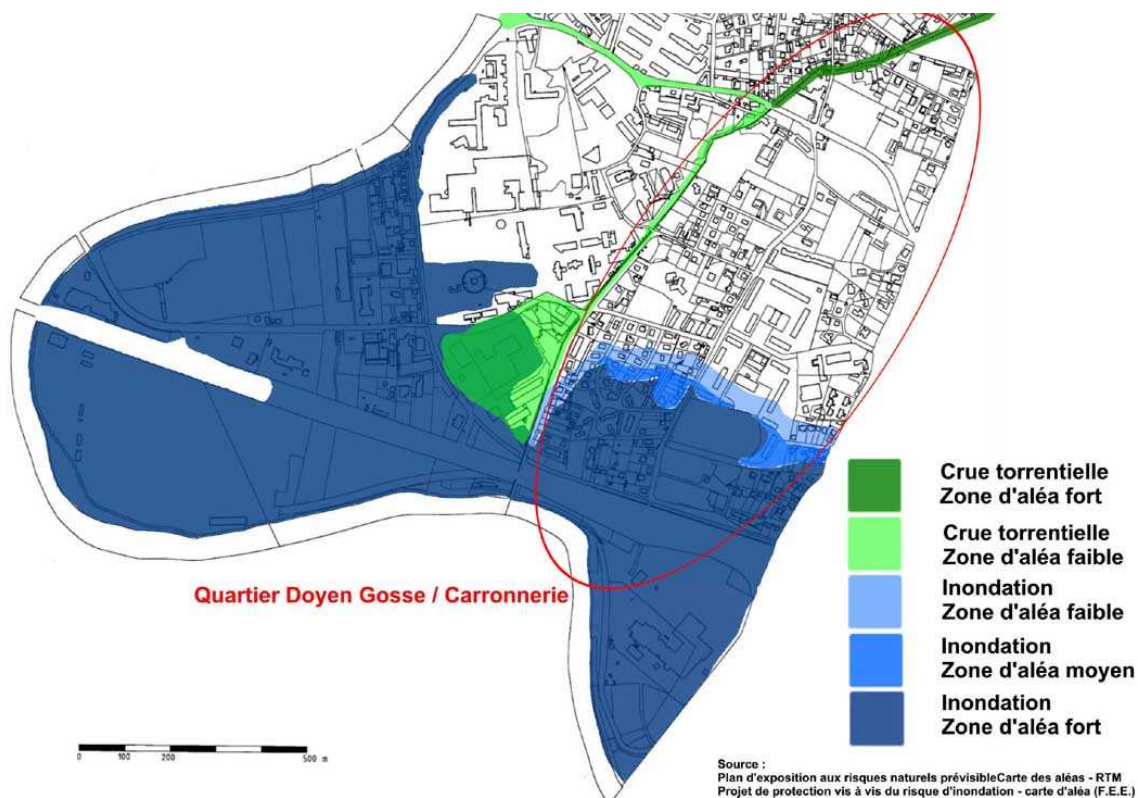 Quartier Doyen Gosse / Carronnerie
Crue torrentielle
Zone d'aléa fort
Crue torrentielle
Zone d'aléa faible
Inondation
Zone d'aléa faible
Inondation
Zone d'aléa moyen
Inondation
Zone d'aléa fort
0 100 200 500 m
Source :
Plan d'exposition aux risques naturels prévisibleCarte des aléas - RTM
Projet de protection vis à vis du risque d'inondation - carte d'aléa (F.E.E.)